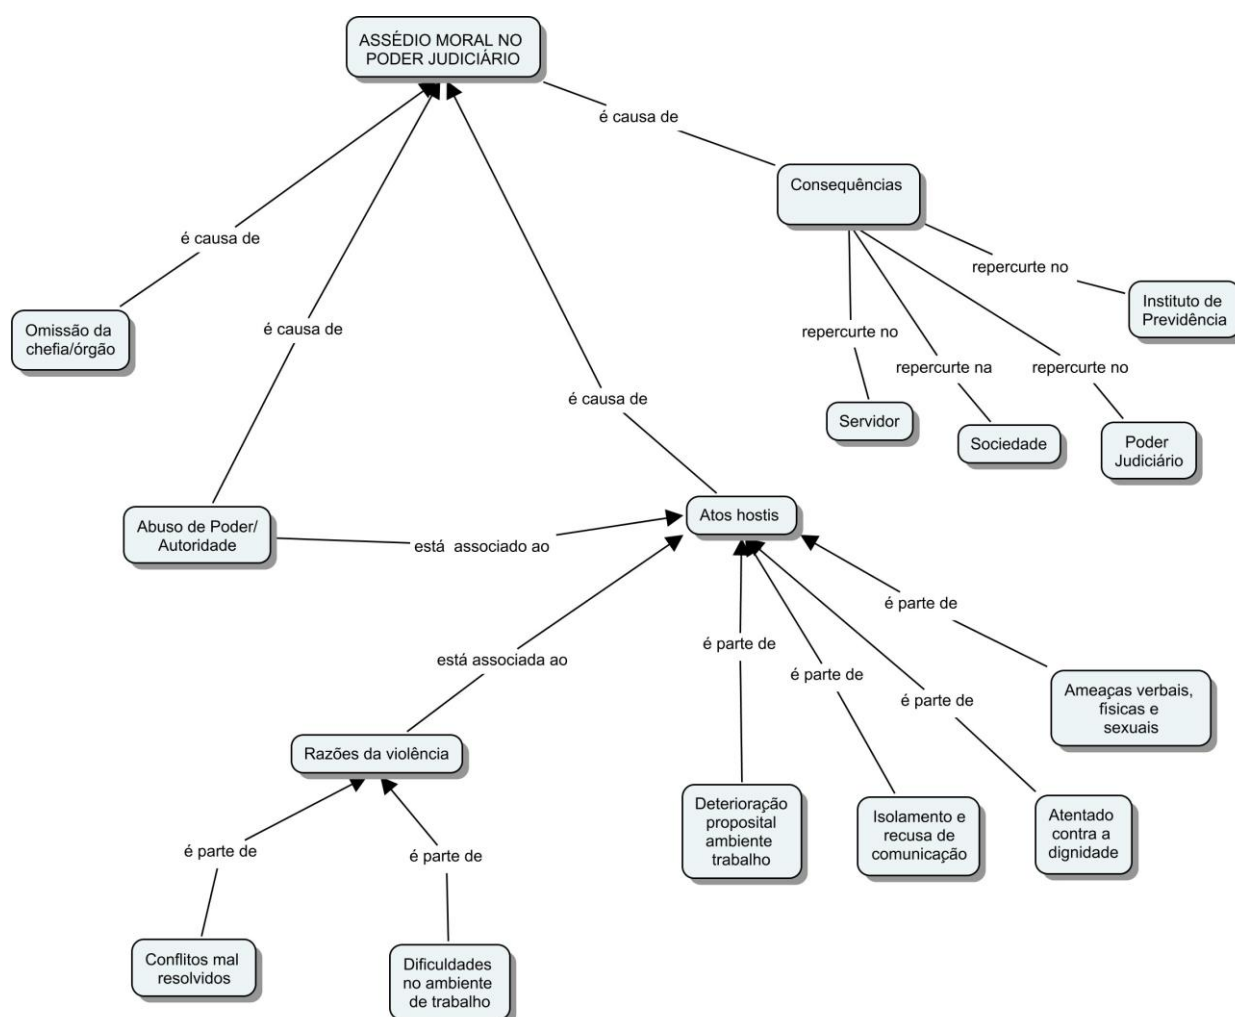 ASSÉDIO MORAL NO
PODER JUDICIÁRIO
é causa de
Consequências
é causa de
repercurte no
Instituto de
Previdência
Omissão da
chefia/órgão
é causa de
repercurte no
repercurte na
repercurte no
é causa de
Servidor
Sociedade
Poder
Judiciário
Abuso de Poder/
Autoridade
está associado ao
Atos hostis
é parte de
é parte de
está associada ao
é parte de
é parte de
Ameaças verbais,
físicas e
sexuais
Razões da violência
Deterioração
proposital
ambiente
trabalho
Isolamento e
recusa de
comunicação
Atentado
contra a
dignidade
é parte de
é parte de
Conflitos mal
resolvidos
Dificuldades
no ambiente
de trabalho